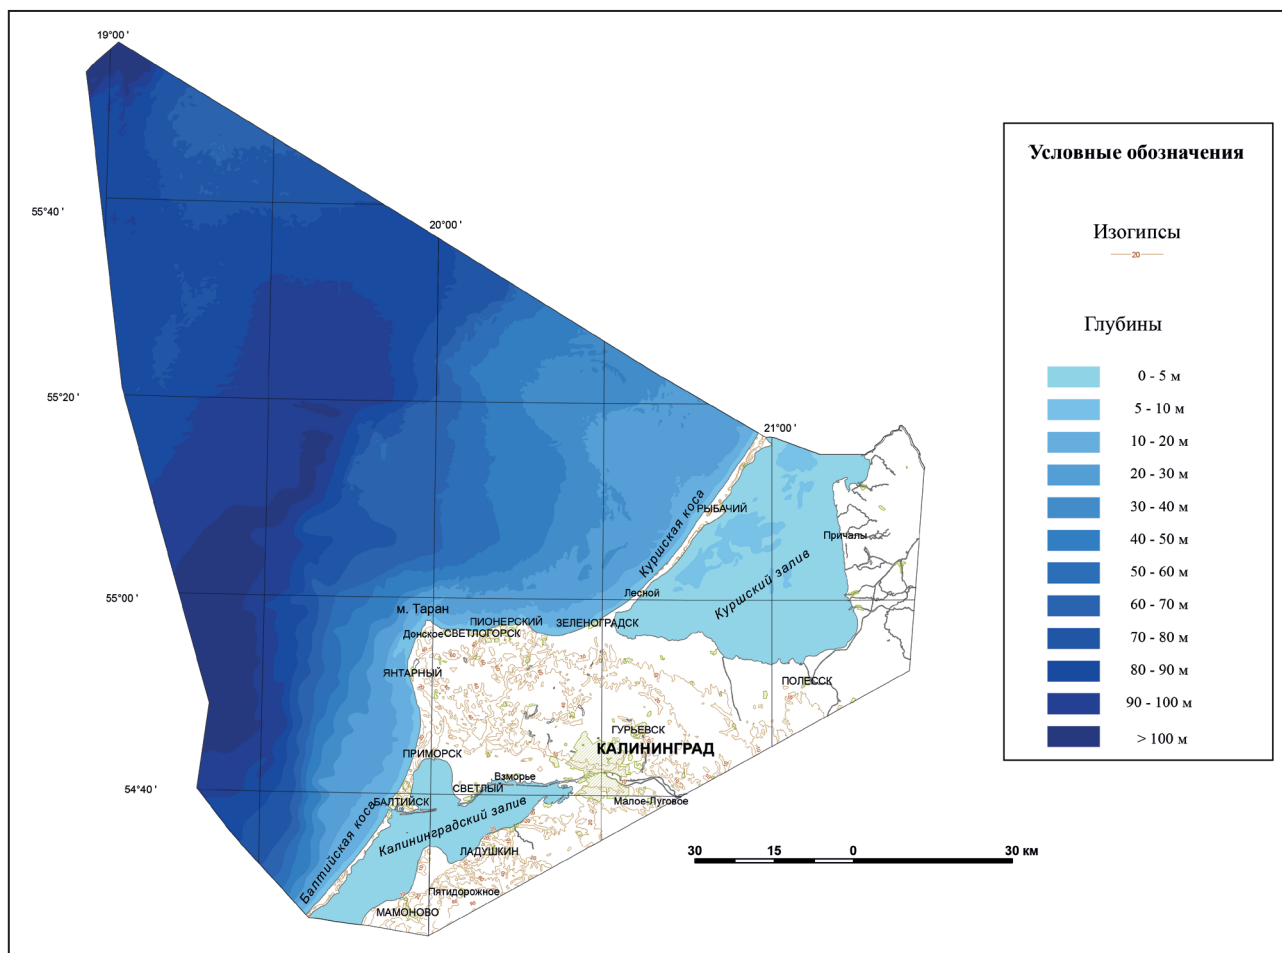 19°00 '
55°40 '
20°00 '
55°20 '
21°00 '
Куршская коса
РЫБАЧИЙ
Причалы
Куршский залив
Лесной
55°00 '
м. Таран
ПИОНЕРСКИЙ
ЗЕЛЕНОГРАДСК
Донское
СВЕТЛОГОРСК
ЯНТАРНЫЙ
ПОЛЕССК
ГУРЬЕВСК
КАЛИНИНГРАД
ПРИМОРСК
Взморье
СВЕТЛЫЙ
54°40 '
БАЛТИЙСК
Малое-Луговое
Калининградский залив
Балтийская коса
ЛАДУШКИН
Пятидорожное
МАМОНОВО
Условные обозначения
Изогипсы
20
Глубины
0 - 5 м
5 - 10 м
10 - 20 м
20 - 30 м
30 - 40 м
40 - 50 м
50 - 60 м
60 - 70 м
70 - 80 м
80 - 90 м
90 - 100 м
> 100 м
30 15 0 30 км